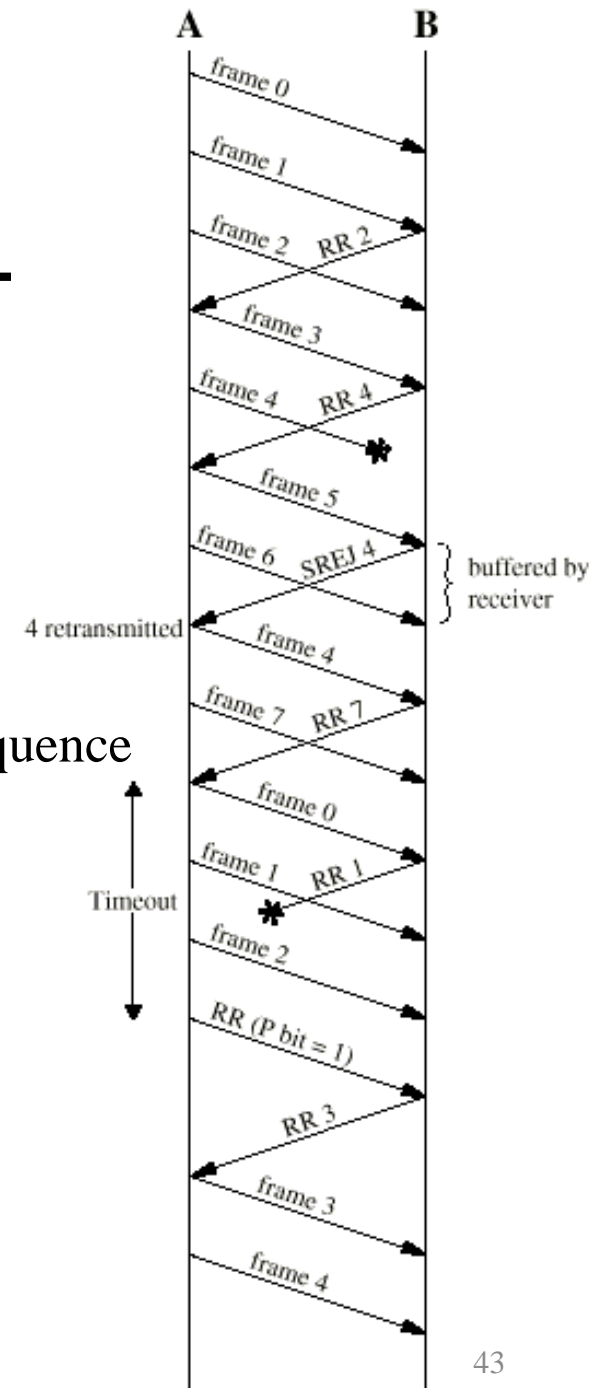 A B
frame 0
frame 1
frame 2
RR 2
frame 3
frame 4
RR 4
frame 5
frame 6
SREJ 4
buffered by
receiver
4 retransmitted
frame 4
frame 7
RR 7
quence
frame 0
frame 1
RR 1
Timeout
frame 2
RR (P bit = 1)
RR 3
frame 3
frame 4
43